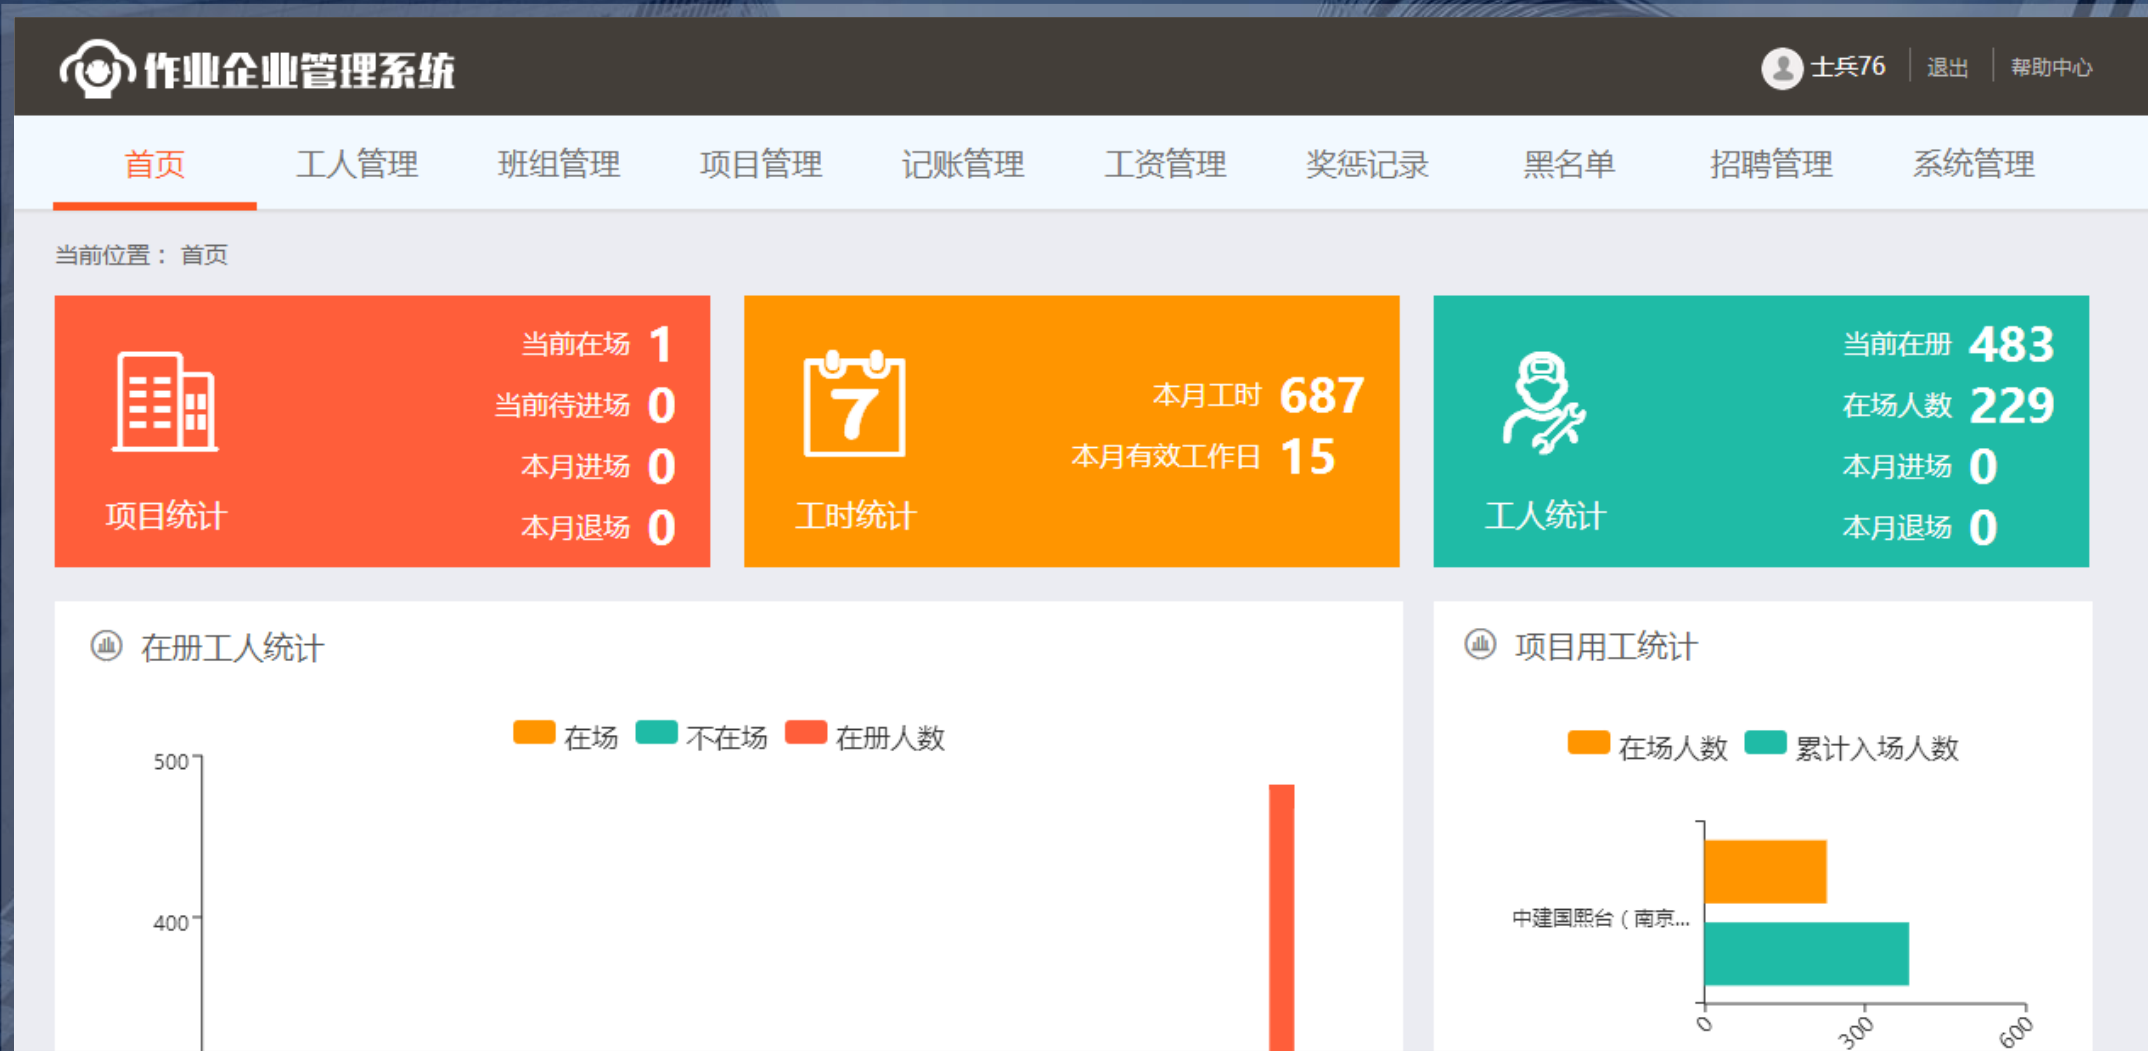 作业企业管理系统
士兵76 退出 帮助中心
首页 工人管理 班组管理 项目管理 记账管理 工资管理 奖惩记录 黑名单 招聘管理 系统管理
当前位置： 首页
当前在场 1
当前待进场 0
本月进场 0
本月退场 0
项目统计
7
本月工时 687
本月有效工作日 15
工时统计
当前在册 483
在场人数 229
本月进场 0
本月退场 0
工人统计
在册工人统计
在场 不在场 在册人数
500
400
项目用工统计
在场人数 累计入场人数
中建国熙台（南京...
0 300 600